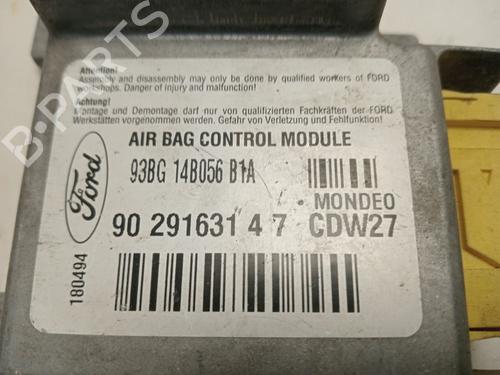 Attention!
Assembly and disassembly may only be done by qualified workers of FORD
workshops. Danger of injury and malfunction!
Achtung!
Montage und Demontage darf nur von qualifizierten Fachkräften der FORD
Werkstätten vorgenommen werden. Gefahr von Verletzung und Fehlfunktion!
AIR BAG CONTROL MODULE
93BG 14B056 B1A
MONDEO
Ford
90 291631 4 7 CDW27
180494
B-PARTS